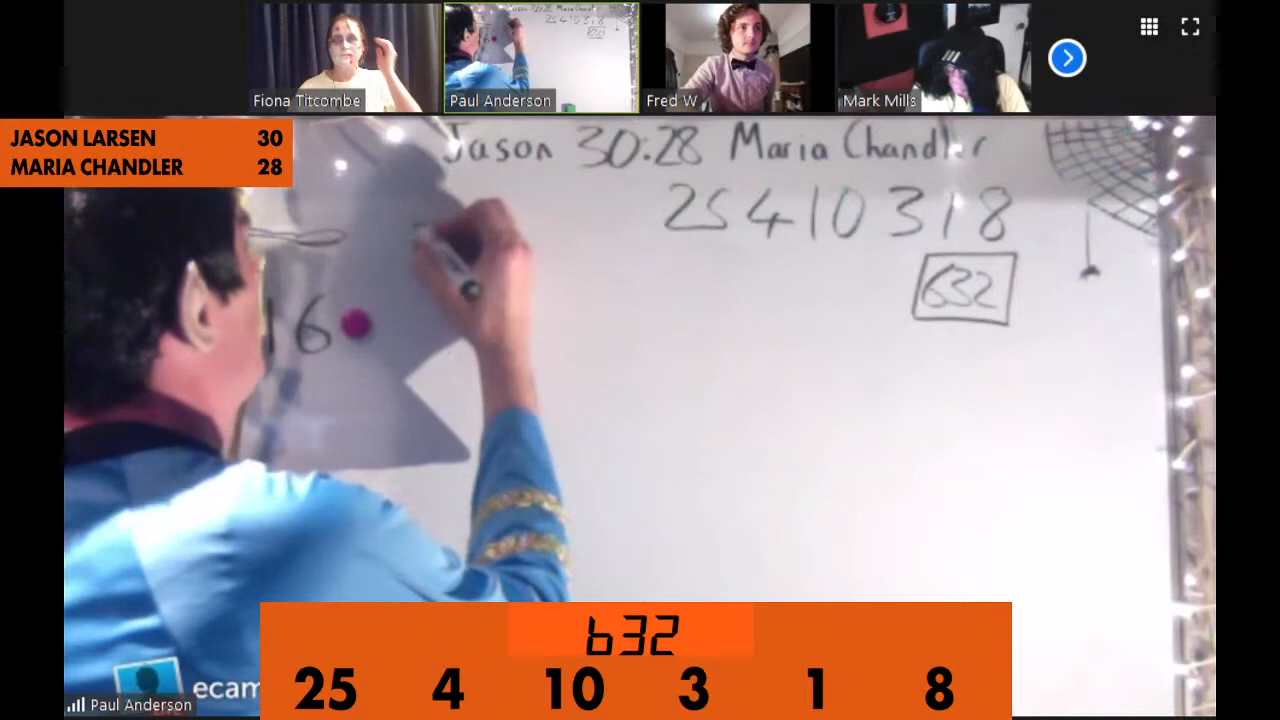 Fiona Titcombe
Paul Anderson
Fred W
Mark Mills
JASON LARSEN 30
MARIA CHANDLER 28
Jason 30:28 Maria Chandler
25 4 10 3 1 8
632
16
632
25 4 10 3 1 8
ecam
Paul Anderson